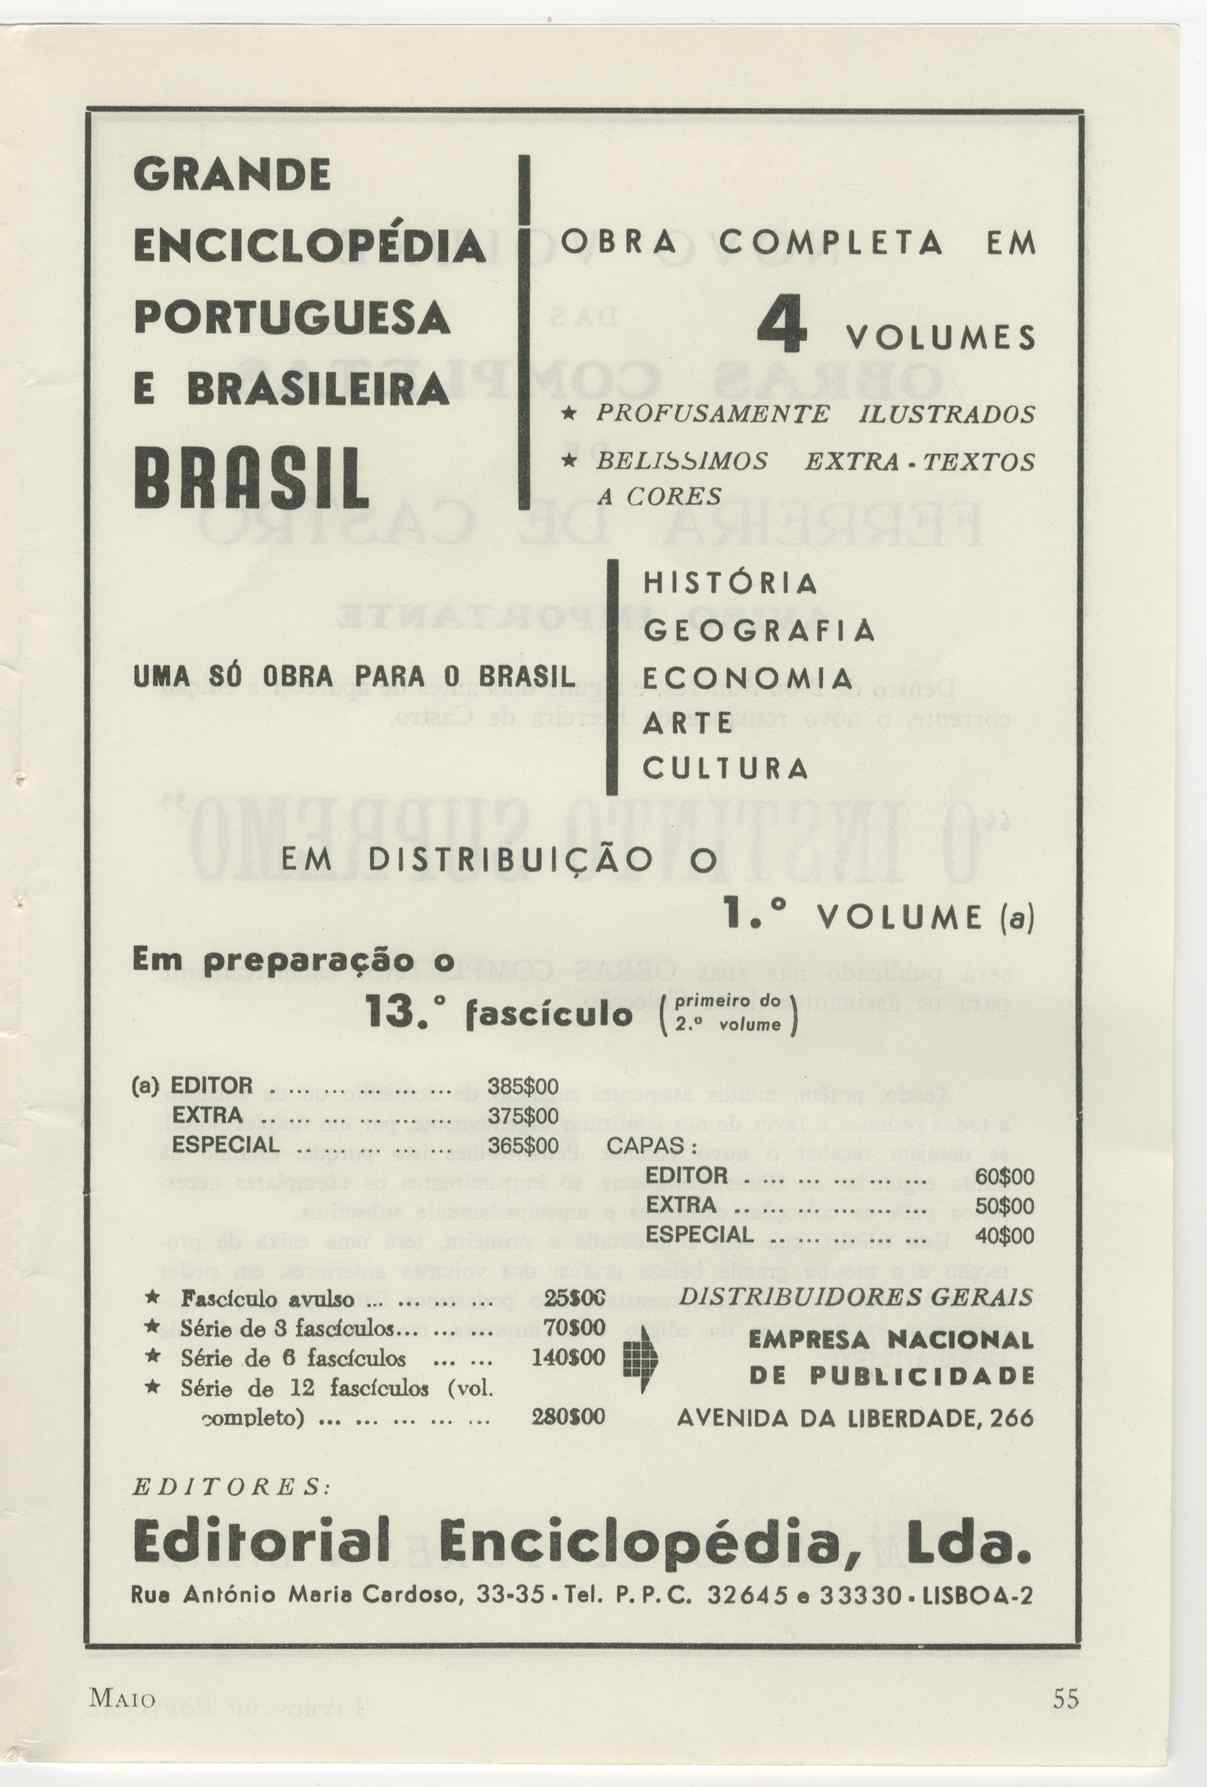 GRANDE
ENCICLOPÉDIA
PORTUGUESA
E BRASILEIRA
BRASIL
OBRA COMPLETA EM
4 VOLUMES
★ PROFUSAMENTE ILUSTRADOS
★ BELISSIMOS EXTRA-TEXTOS
A CORES
UMA SÓ OBRA PARA O BRASIL
HISTÓRIA
GEOGRAFIA
ECONOMIA
ARTE
CULTURA
EM DISTRIBUIÇÃO O
1.º VOLUME (a)
Em preparação o
13.º fascículo (primeiro do
2.º volume)
(a) EDITOR ... ... ... ... ... ... 385$00
EXTRA ... ... ... ... ... ... 375$00
ESPECIAL ... ... ... ... ... 365$00
CAPAS:
EDITOR ... ... ... ... ... ... 60$00
EXTRA ... ... ... ... ... ... 50$00
ESPECIAL ... ... ... ... ... 40$00
★ Fascículo avulso ... ... ... ... 25$00
★ Série de 3 fascículos... ... ... 70$00
★ Série de 6 fascículos ... ... 140$00
★ Série de 12 fascículos (vol.
completo) ... ... ... ... ... 280$00
DISTRIBUIDORES GERAIS
EMPRESA NACIONAL
DE PUBLICIDADE
AVENIDA DA LIBERDADE, 266
EDITORES:
Editorial Enciclopédia, Lda.
Rua António Maria Cardoso, 33-35 • Tel. P. P. C. 32645 e 33330 • LISBOA-2
MAIO
55